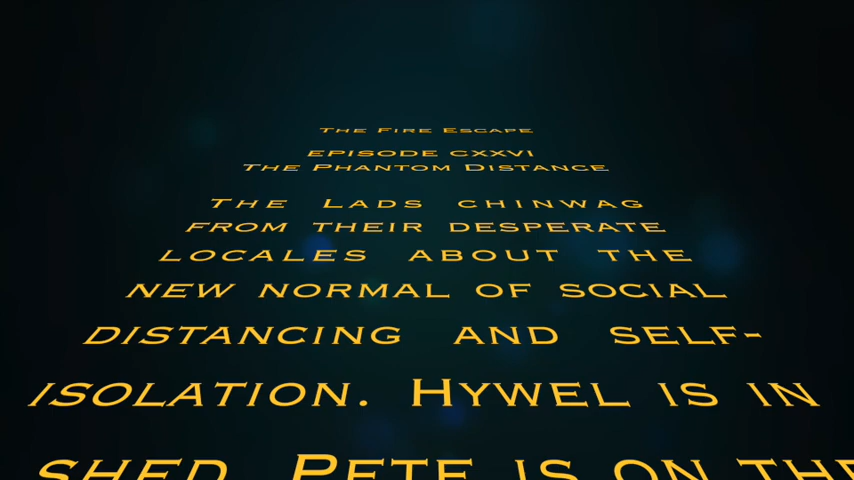 The Fire Escape
EPISODE CXXVI
The Phantom Distance
The Lads chinwag
from their desperate
locales about the
new normal of social
distancing and self-
isolation. Hywel is in
shed. Pete is on the